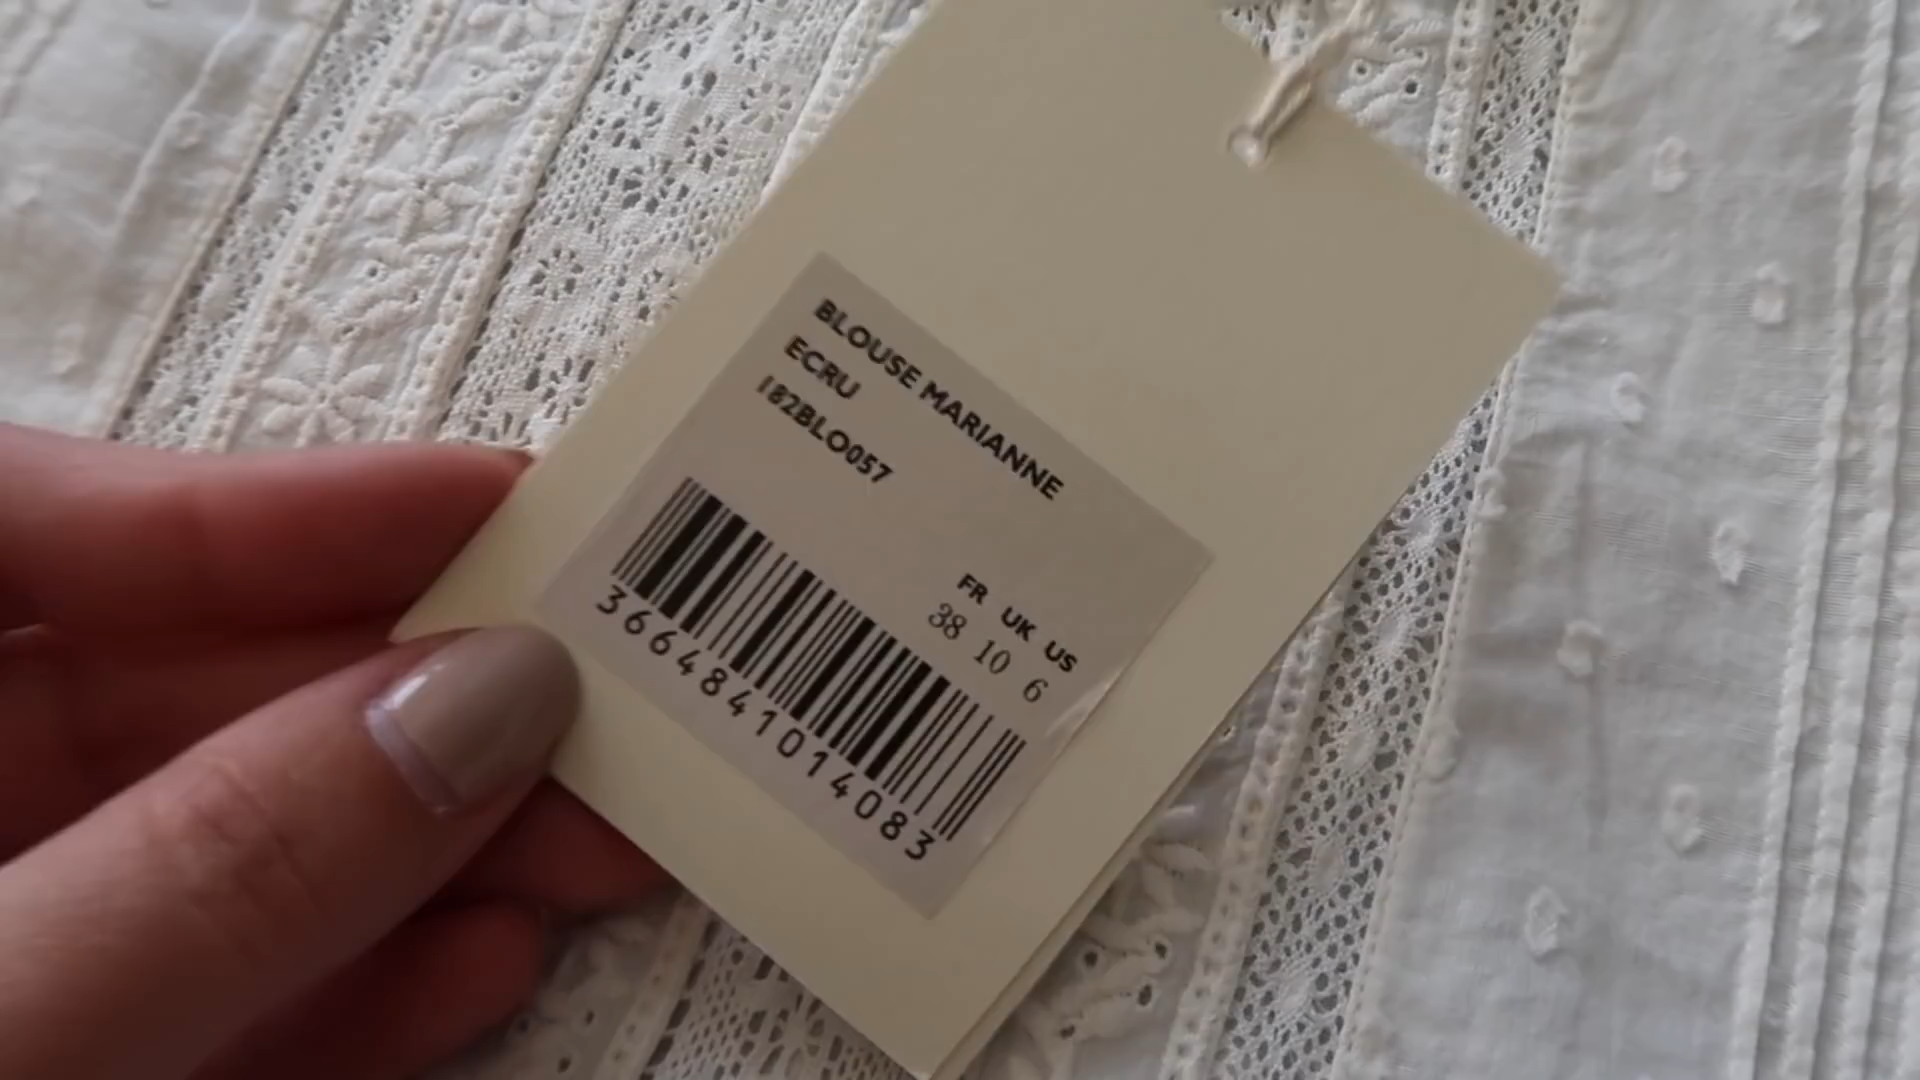 BLOUSE MARIANNE
ECRU
182BLO057
FR UK US
38 10 6
3664841014083